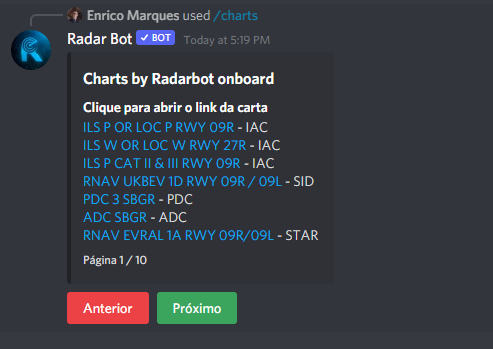 Enrico Marques used /charts
Radar Bot ✓ BOT Today at 5:19 PM
Charts by Radarbot onboard
Clique para abrir o link da carta
ILS P OR LOC P RWY 09R - IAC
ILS W OR LOC W RWY 27R - IAC
ILS P CAT II & III RWY 09R - IAC
RNAV UKBEV 1D RWY 09R / 09L - SID
PDC 3 SBGR - PDC
ADC SBGR - ADC
RNAV EVRAL 1A RWY 09R/09L - STAR
Página 1 / 10
Anterior Próximo